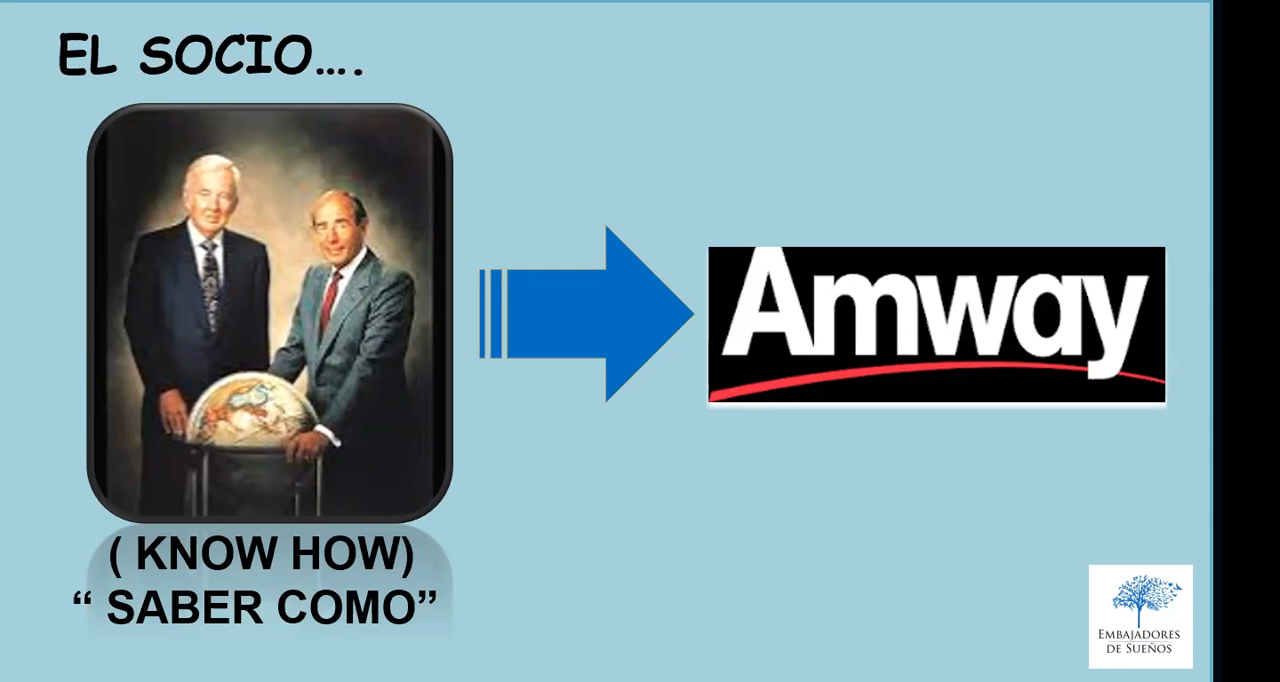 EL SOCIO….
Amway
( KNOW HOW)
“ SABER COMO”
EMBAJADORES
DE SUEÑOS